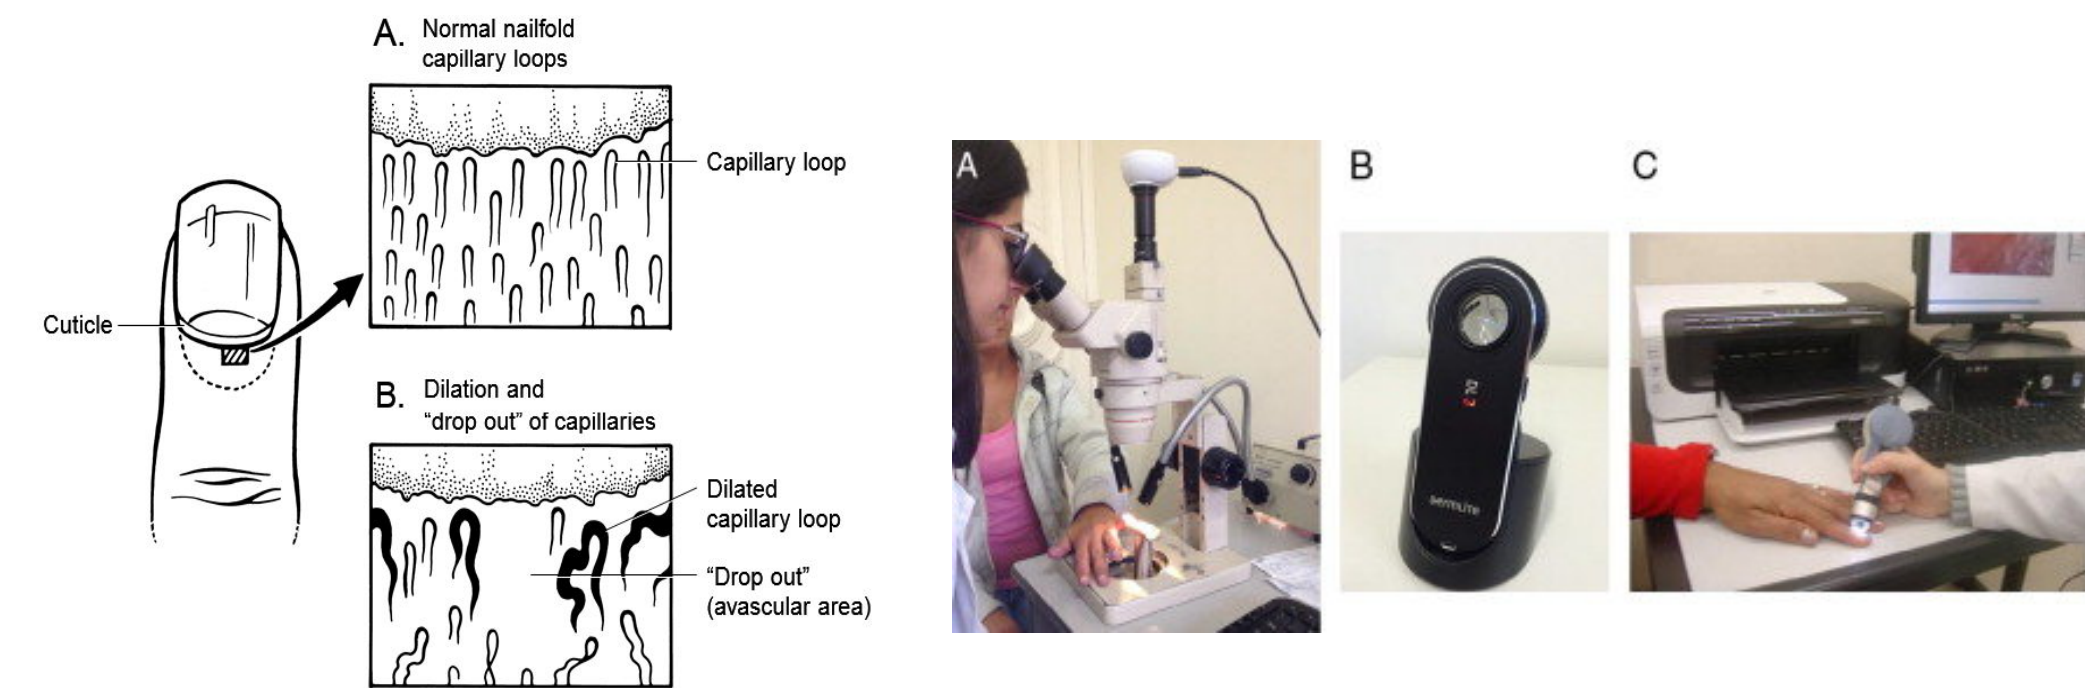 A. Normal nailfold
capillary loops
Capillary loop
Cuticle
B. Dilation and
“drop out” of capillaries
Dilated
capillary loop
“Drop out”
(avascular area)
A
B
C